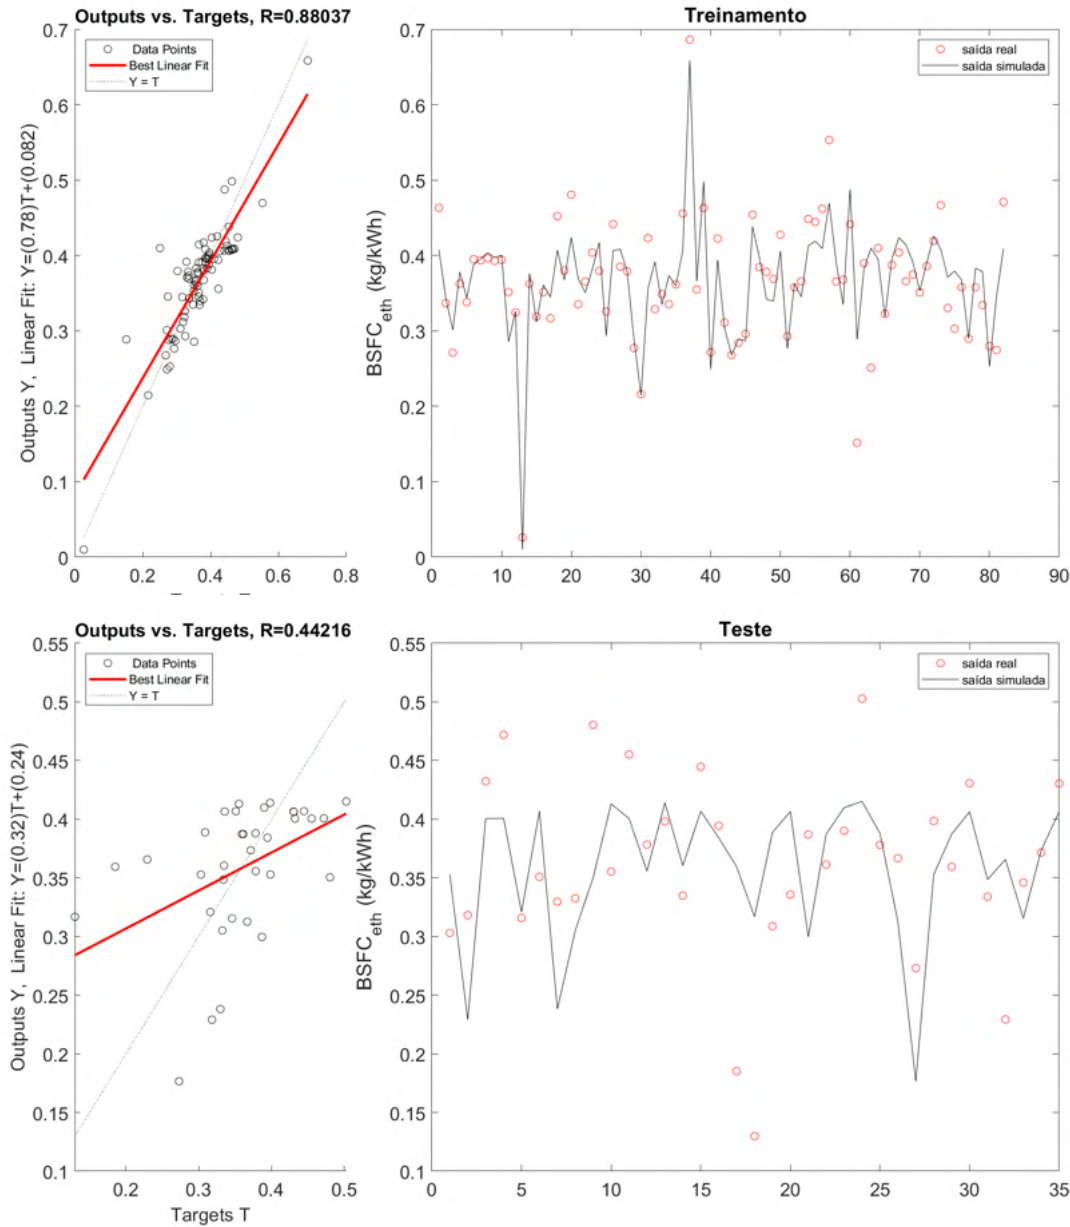 Outputs vs. Targets, R=0.88037
Data Points
Best Linear Fit
Y = T
Outputs Y, Linear Fit: Y=(0.78)T+(0.082)
0.7
0.6
0.5
0.4
0.3
0.2
0.1
0
0 0.2 0.4 0.6 0.8
Treinamento
saída real
saída simulada
BSFC_eth (kg/kWh)
0.7
0.6
0.5
0.4
0.3
0.2
0.1
0
0 10 20 30 40 50 60 70 80 90
Outputs vs. Targets, R=0.44216
Data Points
Best Linear Fit
Y = T
Outputs Y, Linear Fit: Y=(0.32)T+(0.24)
0.55
0.5
0.45
0.4
0.35
0.3
0.25
0.2
0.15
0.1
0.2 0.3 0.4 0.5
Targets T
Teste
saída real
saída simulada
BSFC_eth (kg/kWh)
0.55
0.5
0.45
0.4
0.35
0.3
0.25
0.2
0.15
0.1
0 5 10 15 20 25 30 35